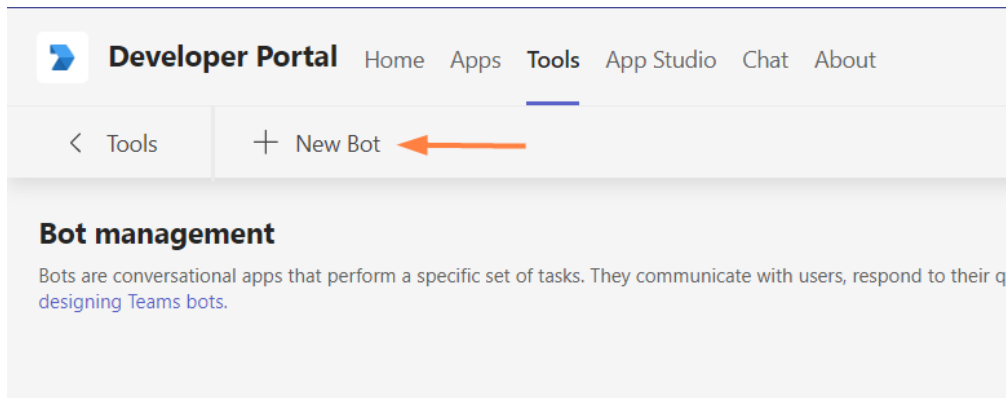 Developer Portal Home Apps Tools App Studio Chat About
Tools New Bot
Bot management
Bots are conversational apps that perform a specific set of tasks. They communicate with users, respond to their q
designing Teams bots.